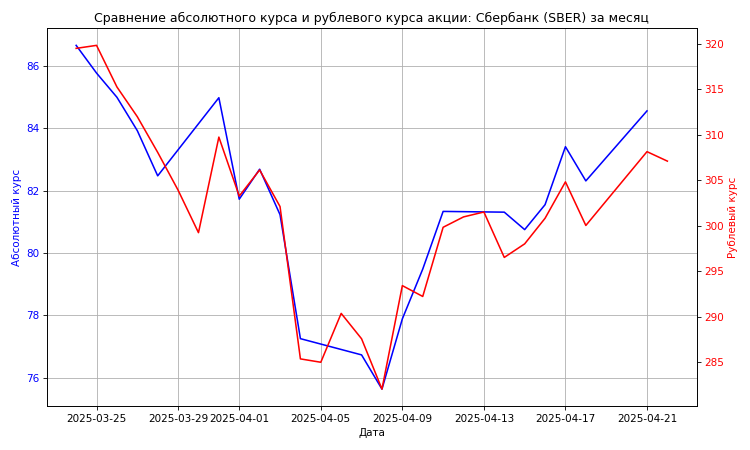 Сравнение абсолютного курса и рублевого курса акции: Сбербанк (SBER) за месяц
86
84
82
80
78
76
Абсолютный курс
320
315
310
305
300
295
290
285
Рублевый курс
2025-03-25 2025-03-29 2025-04-01 2025-04-05 2025-04-09 2025-04-13 2025-04-17 2025-04-21
Дата